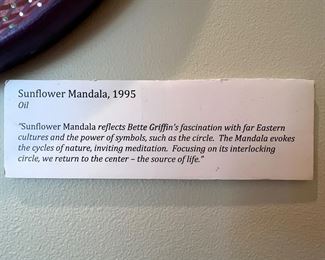 Sunflower Mandala, 1995
Oil
"Sunflower Mandala reflects Bette Griffin's fascination with far Eastern
cultures and the power of symbols, such as the circle.  The Mandala evokes
the cycles of nature, inviting meditation.  Focusing on its interlocking
circle, we return to the center – the source of life."